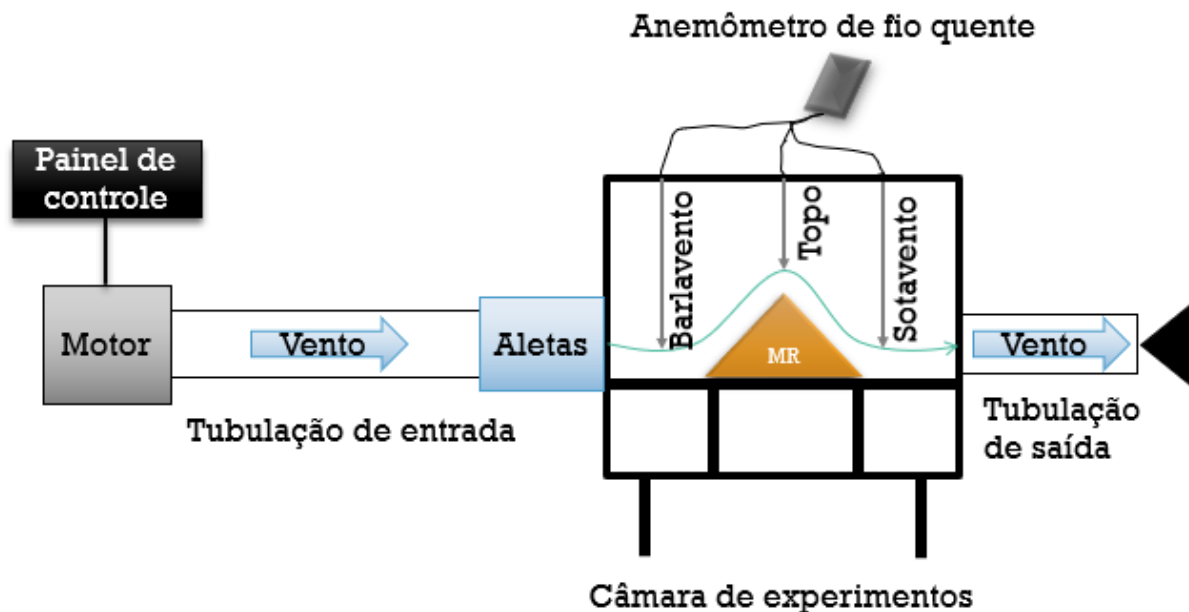 Anemômetro de fio quente
Painel de
controle
Barlavento
Topo
Sotavento
Motor
Vento
Aletas
MR
Vento
Tubulação de entrada
Tubulação
de saída
Câmara de experimentos